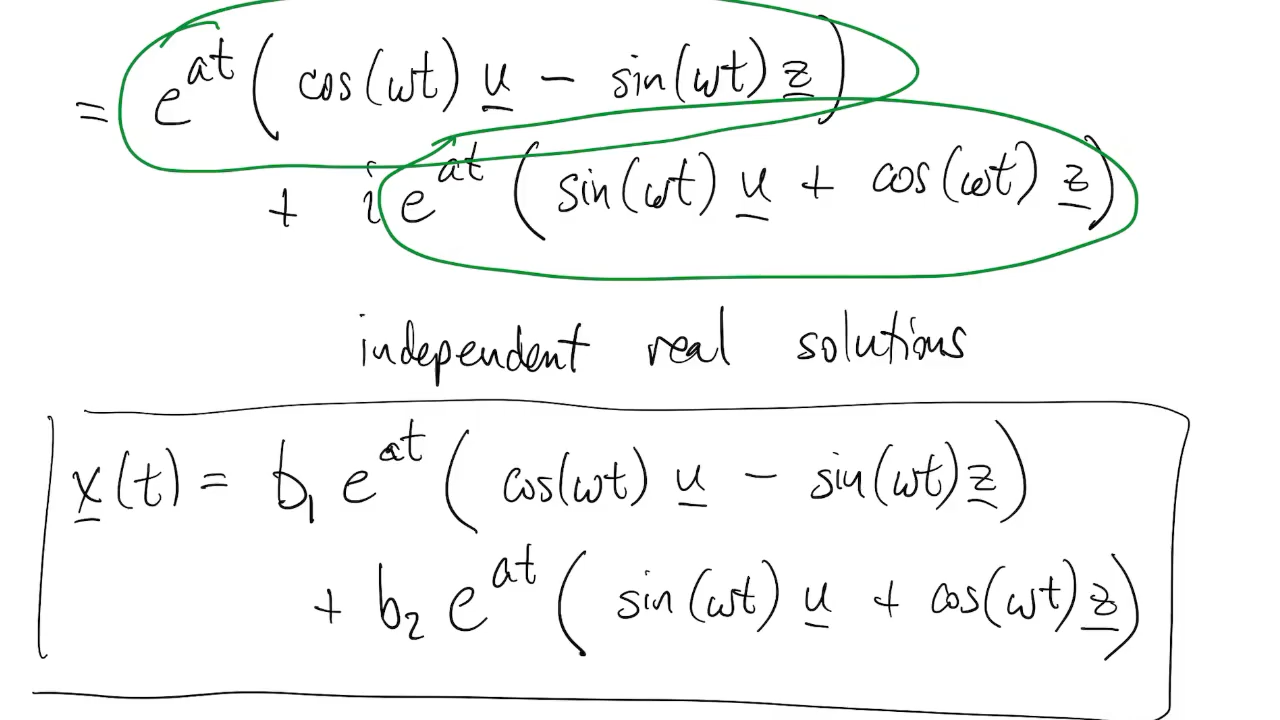 = e^{at} ( cos(ωt) u̲ − sin(ωt) z̲ )
+ i e^{at} ( sin(ωt) u̲ + cos(ωt) z̲ )
independent real solutions
x̲(t) = b₁ e^{at} ( cos(ωt) u̲ − sin(ωt) z̲ )
+ b₂ e^{at} ( sin(ωt) u̲ + cos(ωt) z̲ )